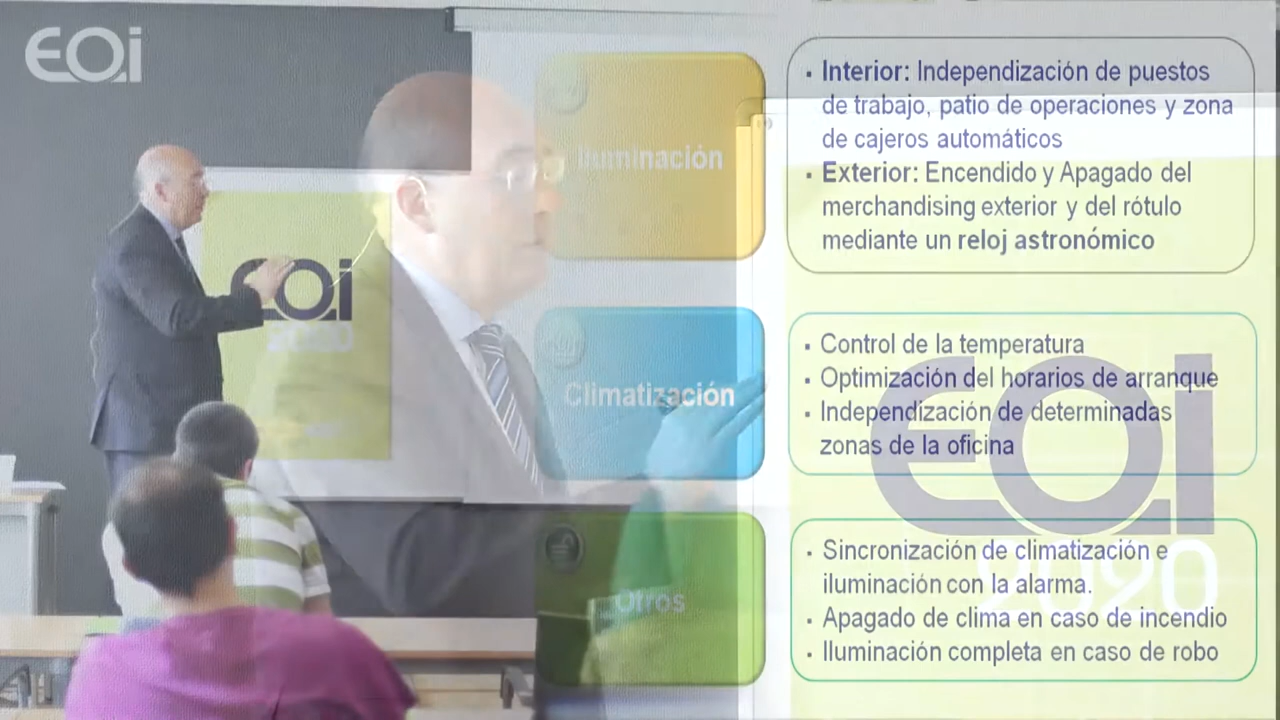 EOi
Iluminación
▪ Interior: Independización de puestos
de trabajo, patio de operaciones y zona
de cajeros automáticos
▪ Exterior: Encendido y Apagado del
merchandising exterior y del rótulo
mediante un reloj astronómico
EOi
2020
Climatización
▪ Control de la temperatura
▪ Optimización del horarios de arranque
▪ Independización de determinadas
zonas de la oficina
EOi
2020
Otros
▪ Sincronización de climatización e
iluminación con la alarma.
▪ Apagado de clima en caso de incendio
▪ Iluminación completa en caso de robo